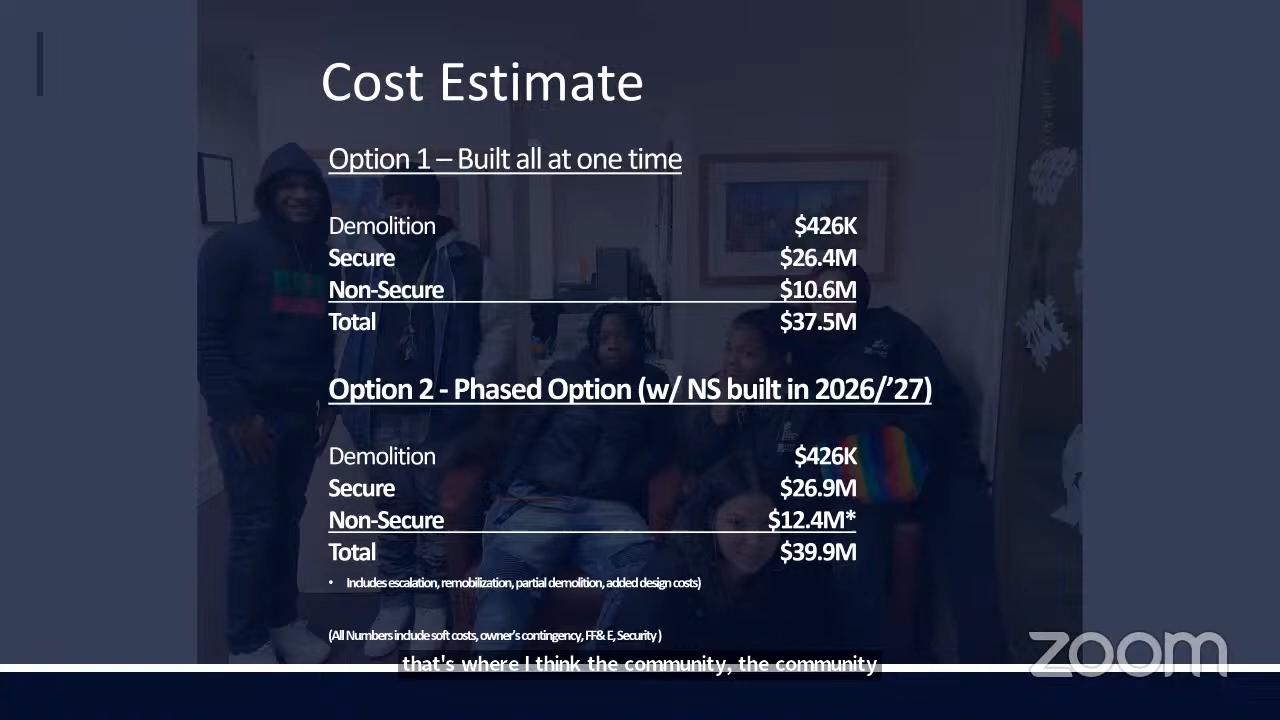 Cost Estimate
Option 1 – Built all at one time
Demolition $426K
Secure $26.4M
Non-Secure $10.6M
Total $37.5M
Option 2 - Phased Option (w/ NS built in 2026/’27)
Demolition $426K
Secure $26.9M
Non-Secure $12.4M*
Total $39.9M
• Includes escalation, remobilization, partial demolition, added design costs)
(All Numbers include soft costs, owner's contingency, FF& E, Security )
that's where I think the community, the community
zoom